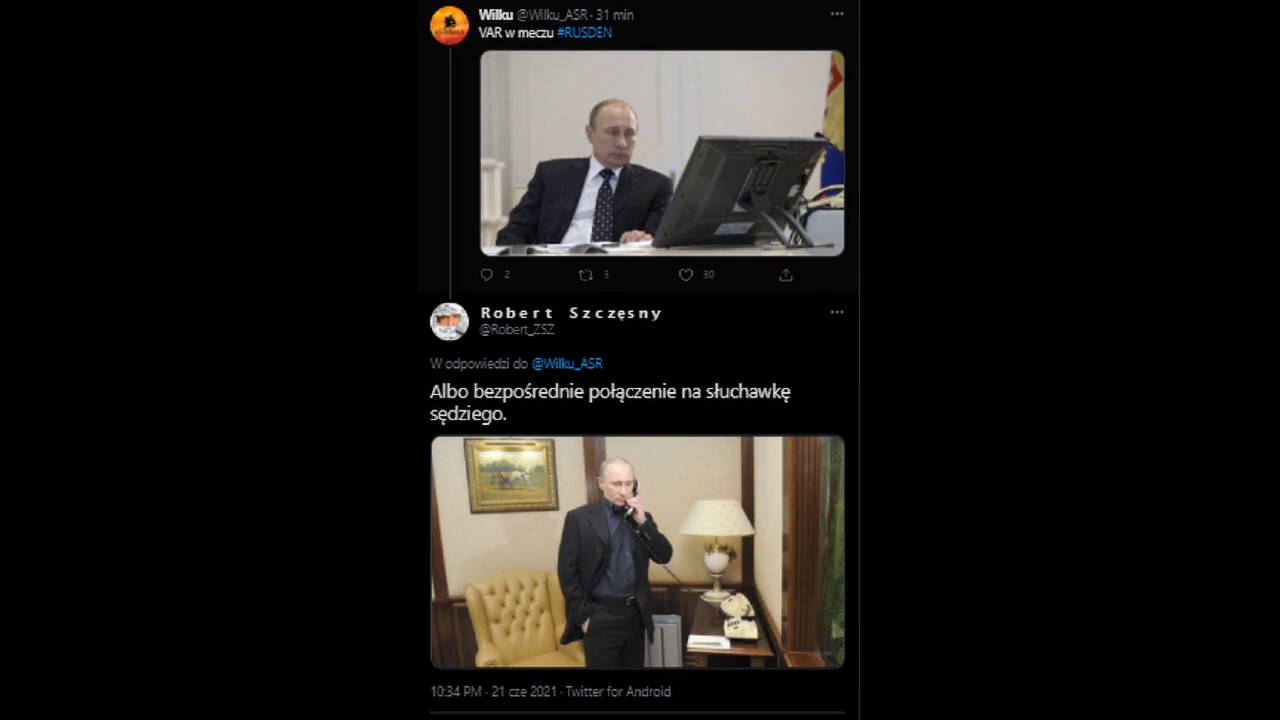 Wilku @Wilku_ASR · 31 min
VAR w meczu #RUSDEN
2 3 30
Robert Szczęsny
@Robert_ZSZ
W odpowiedzi do @Wilku_ASR
Albo bezpośrednie połączenie na słuchawkę
sędziego.
10:34 PM · 21 cze 2021 · Twitter for Android